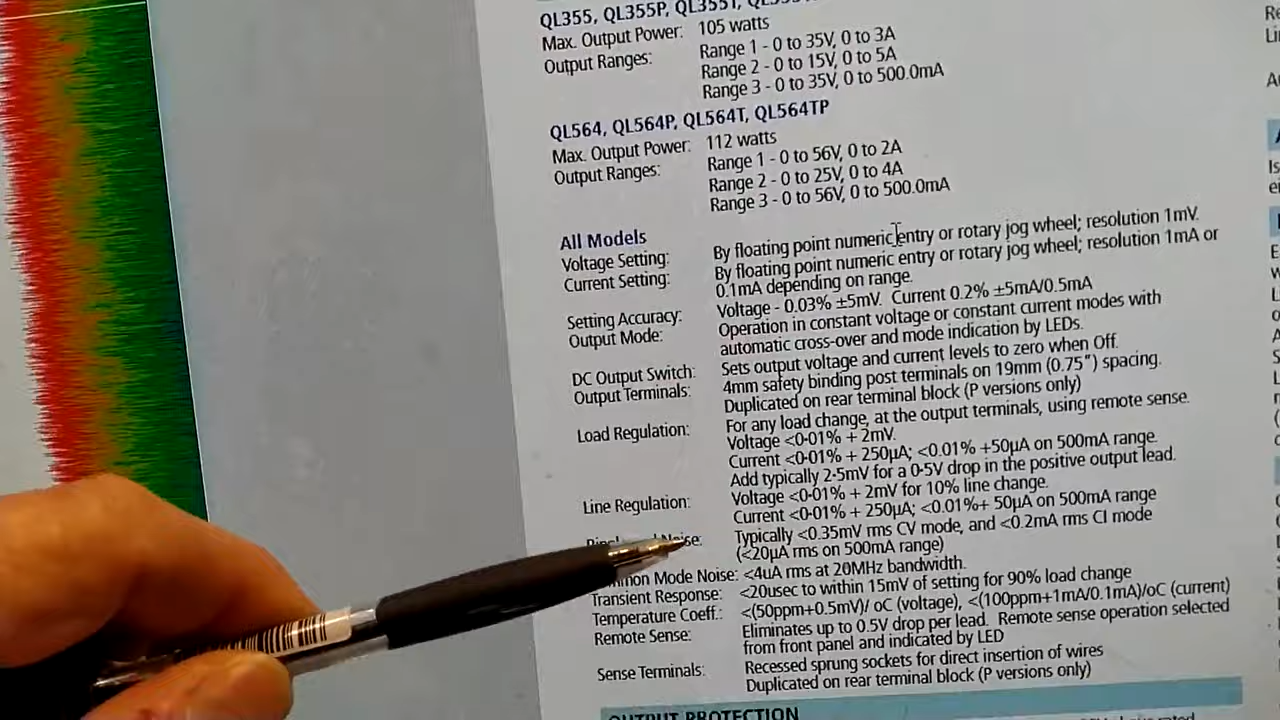 QL355, QL355P, QL355T,
Max. Output Power: 105 watts
Output Ranges: Range 1 - 0 to 35V, 0 to 3A
Range 2 - 0 to 15V, 0 to 5A
Range 3 - 0 to 35V, 0 to 500.0mA
QL564, QL564P, QL564T, QL564TP
Max. Output Power: 112 watts
Output Ranges: Range 1 - 0 to 56V, 0 to 2A
Range 2 - 0 to 25V, 0 to 4A
Range 3 - 0 to 56V, 0 to 500.0mA
All Models
Voltage Setting: By floating point numeric entry or rotary jog wheel; resolution 1mV.
Current Setting: By floating point numeric entry or rotary jog wheel; resolution 1mA or
0.1mA depending on range.
Setting Accuracy: Voltage - 0.03% ±5mV. Current 0.2% ±5mA/0.5mA
Output Mode: Operation in constant voltage or constant current modes with
automatic cross-over and mode indication by LEDs.
DC Output Switch: Sets output voltage and current levels to zero when Off.
Output Terminals: 4mm safety binding post terminals on 19mm (0.75") spacing.
Duplicated on rear terminal block (P versions only)
Load Regulation: For any load change, at the output terminals, using remote sense.
Voltage <0·01% + 2mV.
Current <0·01% + 250µA; <0.01% +50µA on 500mA range.
Add typically 2·5mV for a 0·5V drop in the positive output lead.
Line Regulation: Voltage <0·01% + 2mV for 10% line change.
Current <0·01% + 250µA; <0.01%+ 50µA on 500mA range
Noise: Typically <0.35mV rms CV mode, and <0.2mA rms CI mode
(<20µA rms on 500mA range)
Mode Noise: <4uA rms at 20MHz bandwidth.
Transient Response: <20usec to within 15mV of setting for 90% load change
Temperature Coeff.: <(50ppm+0.5mV)/ oC (voltage), <(100ppm+1mA/0.1mA)/oC (current)
Remote Sense: Eliminates up to 0.5V drop per lead. Remote sense operation selected
from front panel and indicated by LED
Sense Terminals: Recessed sprung sockets for direct insertion of wires
Duplicated on rear terminal block (P versions only)
OUTPUT PROTECTION